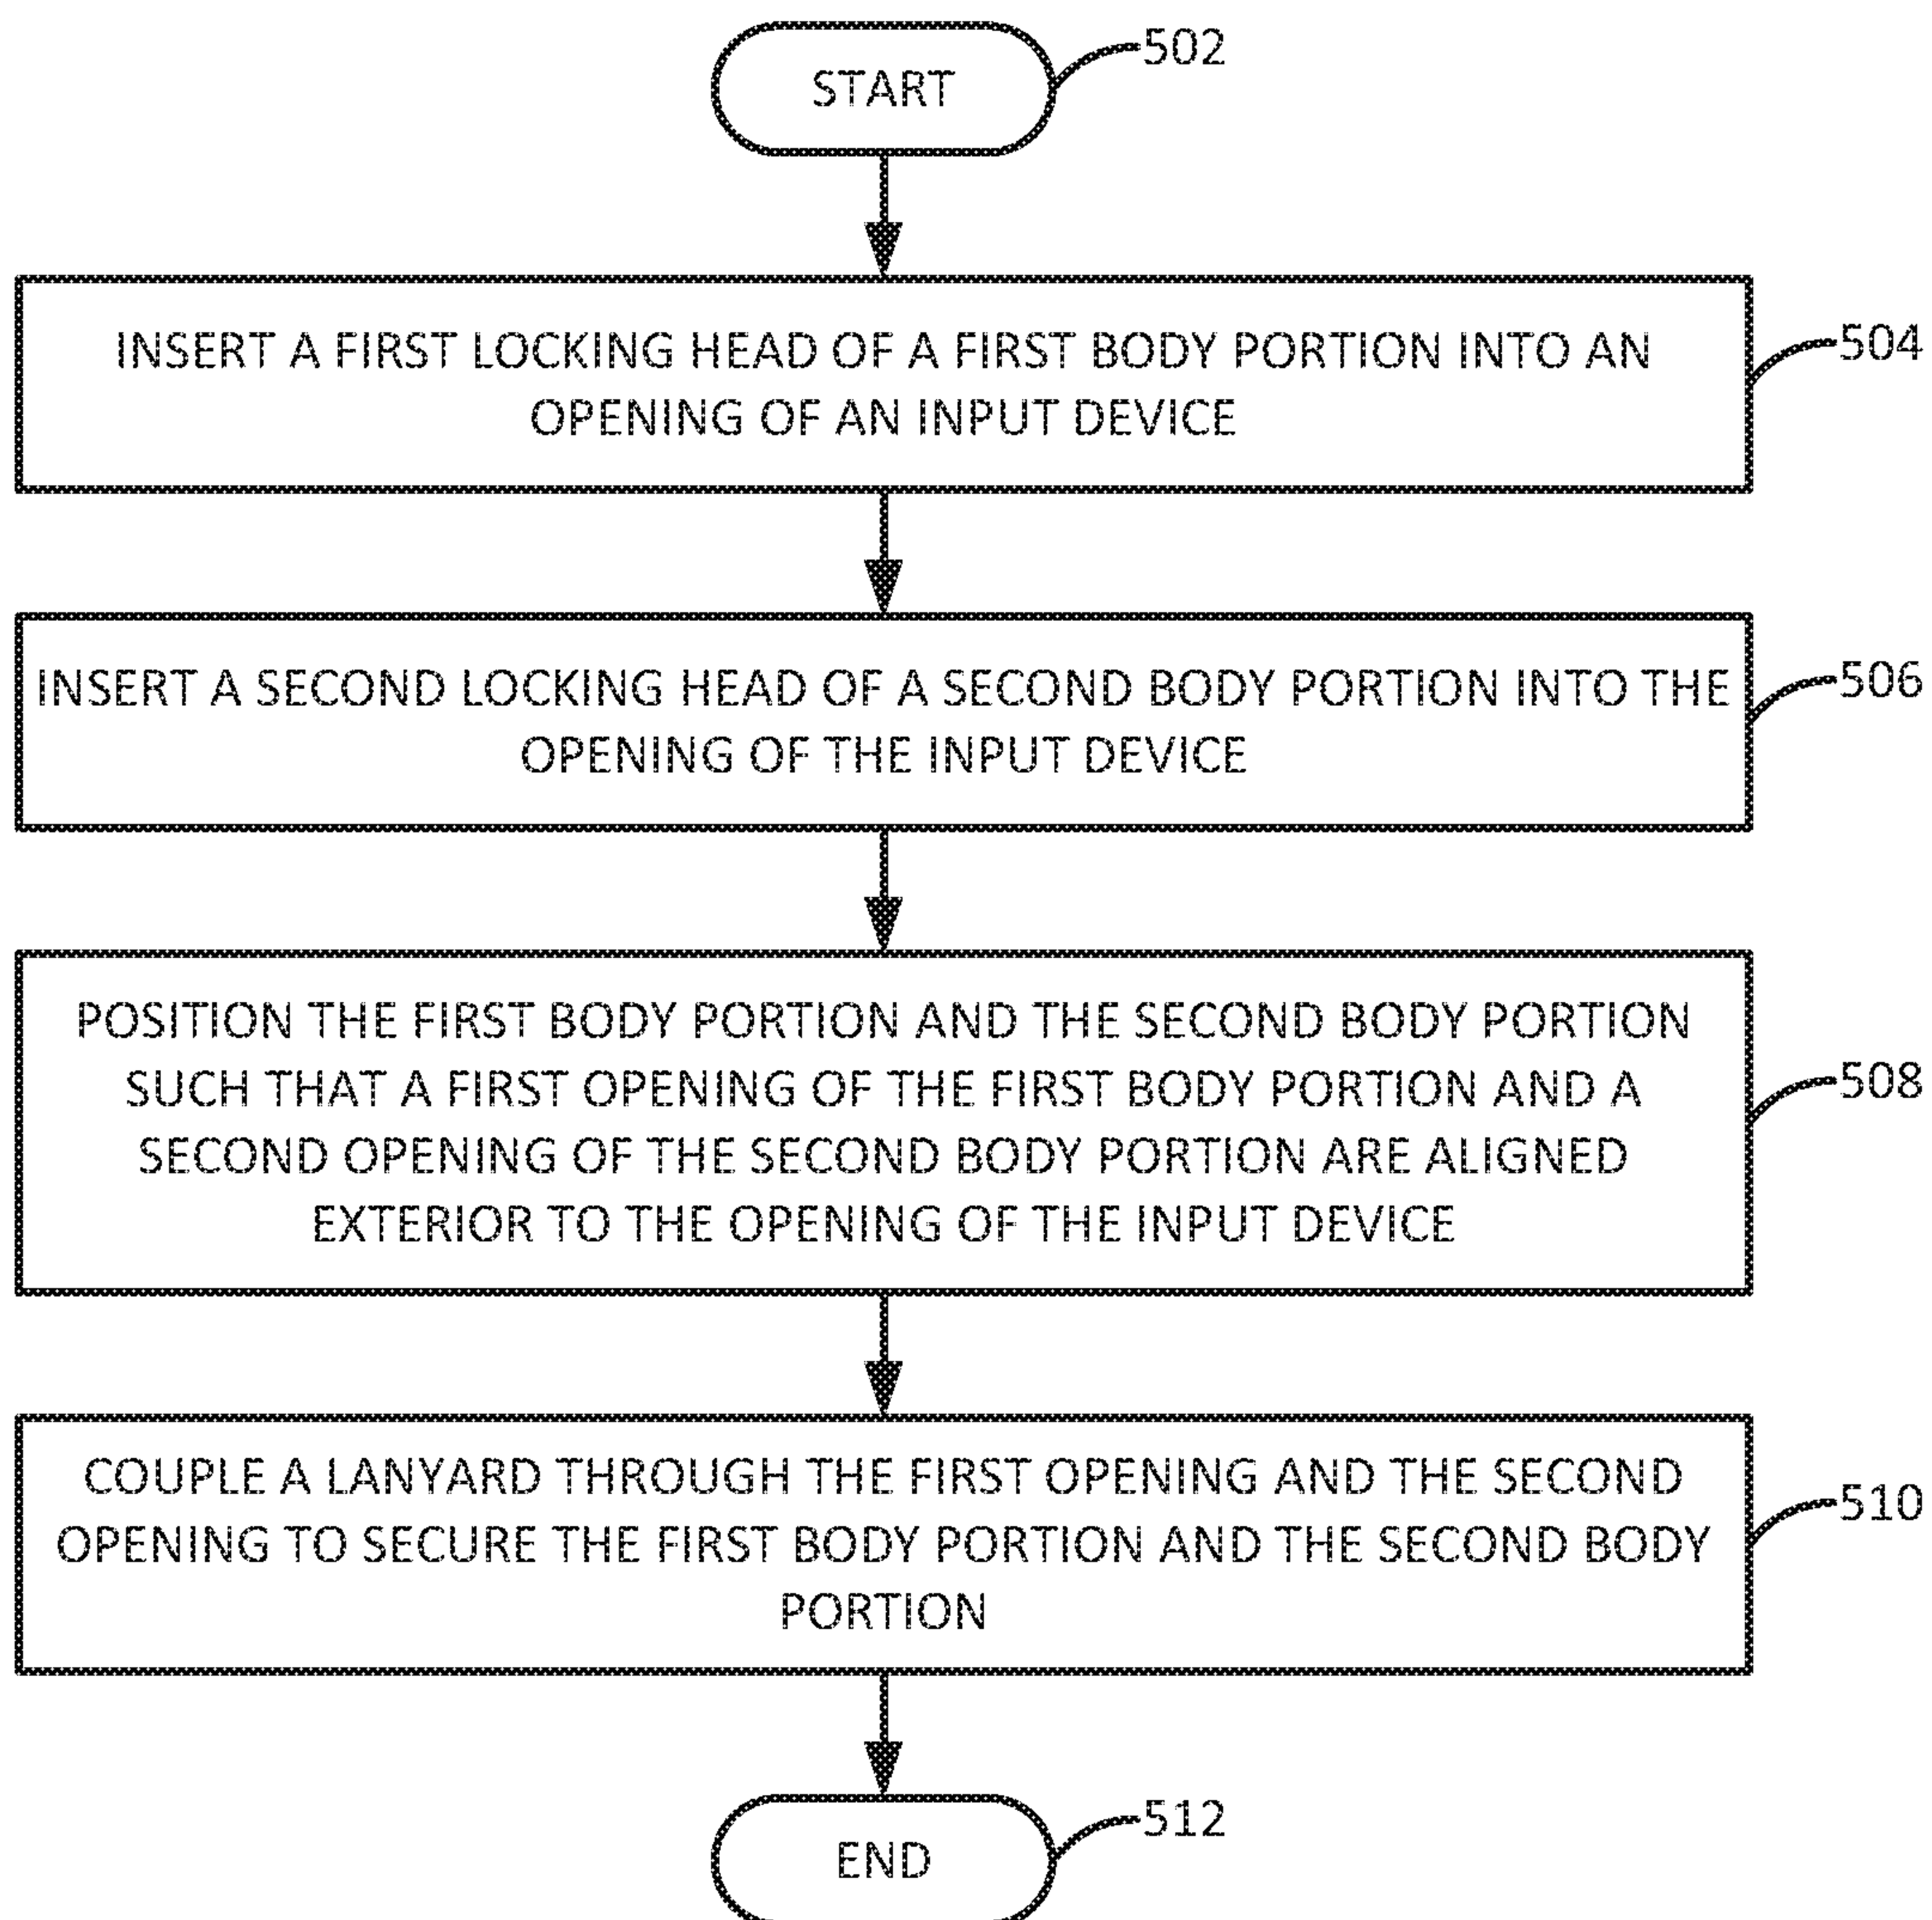 START
502
INSERT A FIRST LOCKING HEAD OF A FIRST BODY PORTION INTO AN
OPENING OF AN INPUT DEVICE
504
INSERT A SECOND LOCKING HEAD OF A SECOND BODY PORTION INTO THE
OPENING OF THE INPUT DEVICE
506
POSITION THE FIRST BODY PORTION AND THE SECOND BODY PORTION
SUCH THAT A FIRST OPENING OF THE FIRST BODY PORTION AND A
SECOND OPENING OF THE SECOND BODY PORTION ARE ALIGNED
EXTERIOR TO THE OPENING OF THE INPUT DEVICE
508
COUPLE A LANYARD THROUGH THE FIRST OPENING AND THE SECOND
OPENING TO SECURE THE FIRST BODY PORTION AND THE SECOND BODY
PORTION
510
END
512